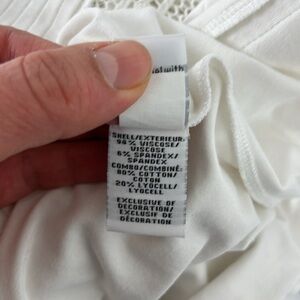 with
SHELL/EXTERIEUR
94% VISCOSE/
VISCOSE
6% SPANDEX/
SPANDEX
COMBO/COMBINÉ
80% COTTON/
COTON
20% LYOCELL/
LYOCELL
EXCLUSIVE OF
DECORATION/
EXCLUSIF DE
DÉCORATION